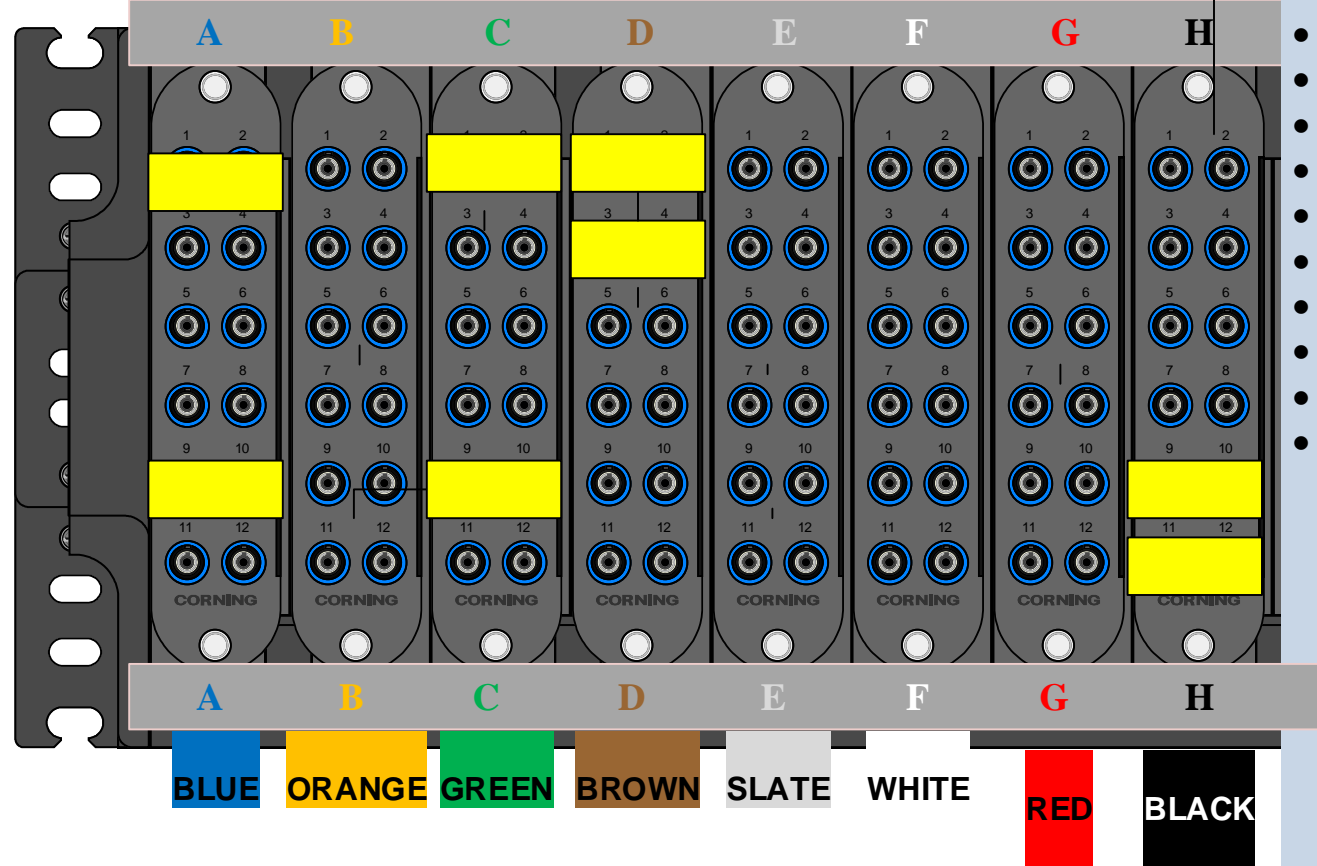 A B C D E F G H
1 2 1 2 1 2 1 2 1 2 1 2
3 4 3 4 3 4 3 4 3 4 3 4 3 4 3 4
5 6 5 6 5 6 5 6 5 6 5 6 5 6 5 6
7 8 7 8 7 8 7 8 7 8 7 8 7 8 7 8
9 10 9 10 9 10 9 10 9 10 9 10 9 10 9 10
11 12 11 12 11 12 11 12 11 12 11 12 11 12 11 12
CORNING CORNING CORNING CORNING CORNING CORNING CORNING CORNING
A B C D E F G H
BLUE ORANGE GREEN BROWN SLATE WHITE RED BLACK